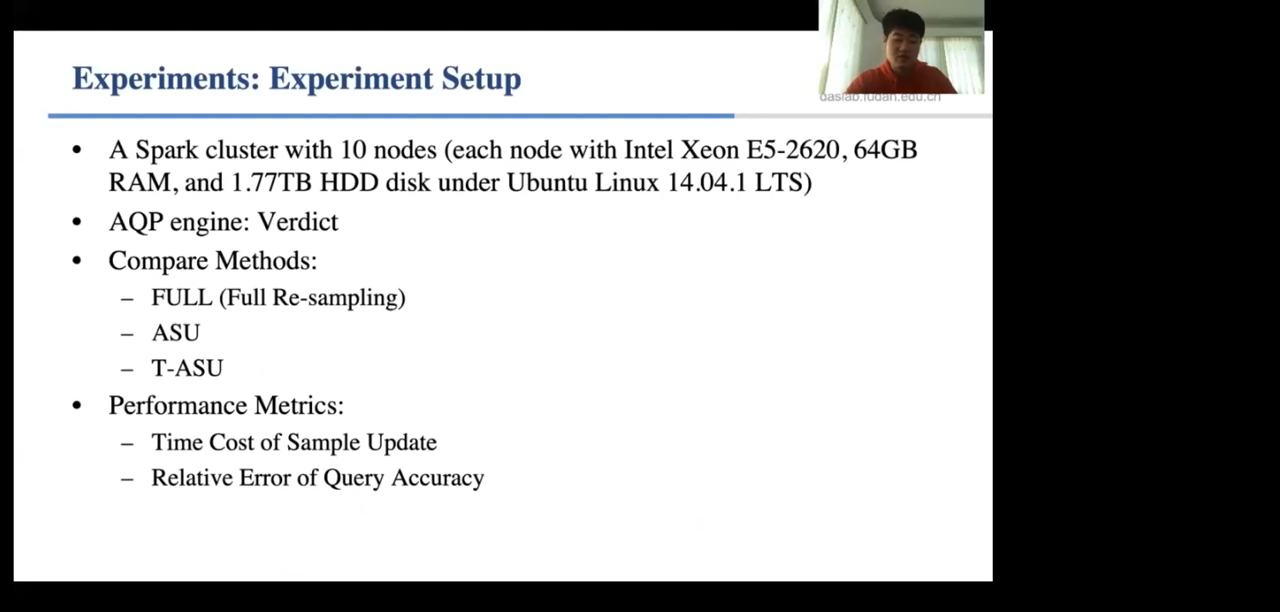 Experiments: Experiment Setup
daslab.fudan.edu.cn
• A Spark cluster with 10 nodes (each node with Intel Xeon E5-2620, 64GB
RAM, and 1.77TB HDD disk under Ubuntu Linux 14.04.1 LTS)
• AQP engine: Verdict
• Compare Methods:
– FULL (Full Re-sampling)
– ASU
– T-ASU
• Performance Metrics:
– Time Cost of Sample Update
– Relative Error of Query Accuracy